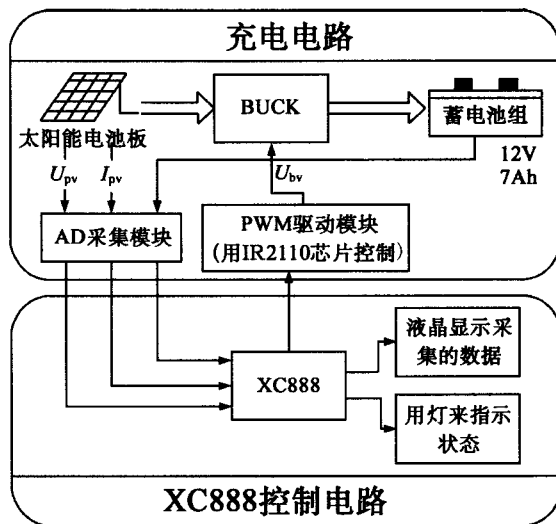 充电电路
BUCK
蓄电池组
太阳能电池板
12V
7Ah
Upv
Ipv
Ubv
AD采集模块
PWM驱动模块
(用IR2110芯片控制)
液晶显示采
集的数据
XC888
用灯来指示
状态
XC888控制电路